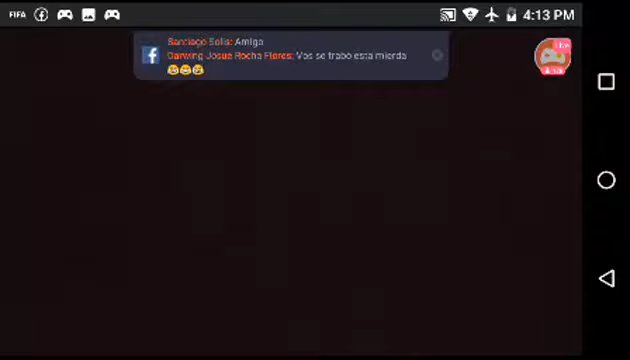 FIFA 4:13 PM
Santiago Solis: Amiga
Darwing Josue Rocha Flores: Vos se trabo esta mierda
😂😂😂